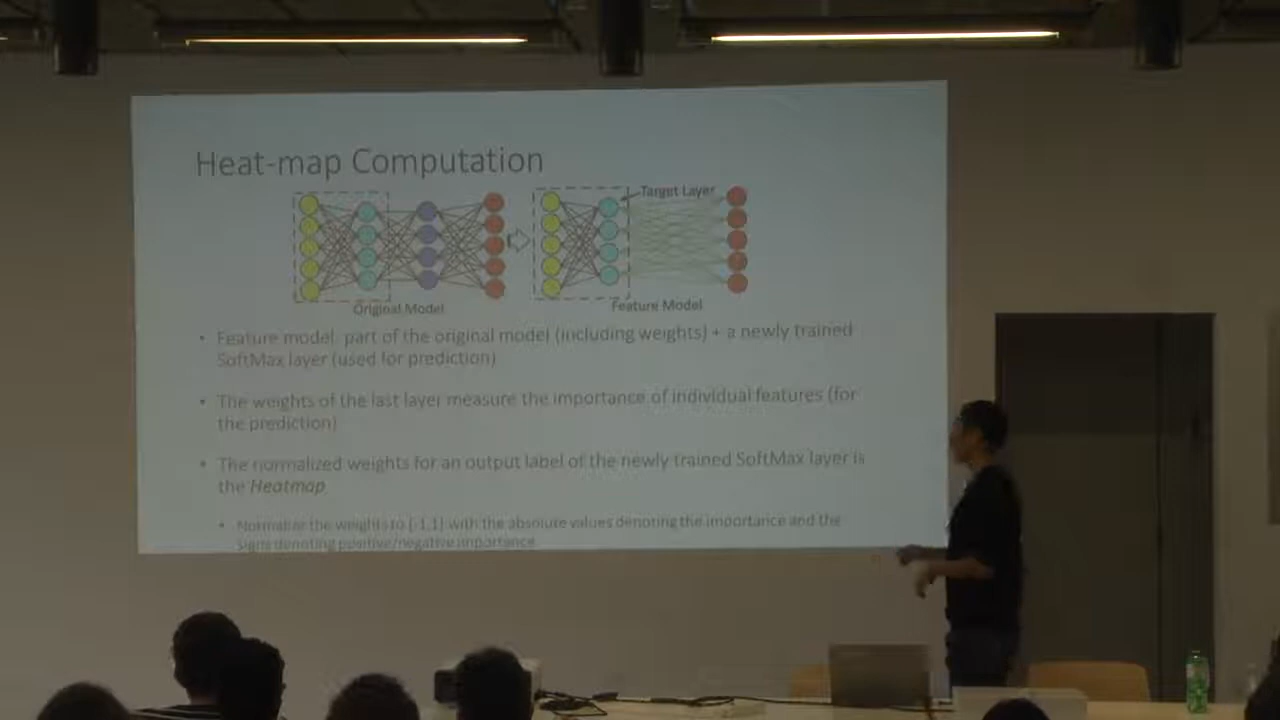 Heat-map Computation
Target Layer
Original Model
Feature Model
• Feature model: part of the original model (including weights) + a newly trained
SoftMax layer (used for prediction)
• The weights of the last layer measure the importance of individual features (for
the prediction)
• The normalized weights for an output label of the newly trained SoftMax layer is
the Heatmap
• Normalize the weights to [-1,1] with the absolute values denoting the importance and the
signs denoting positive/negative importance